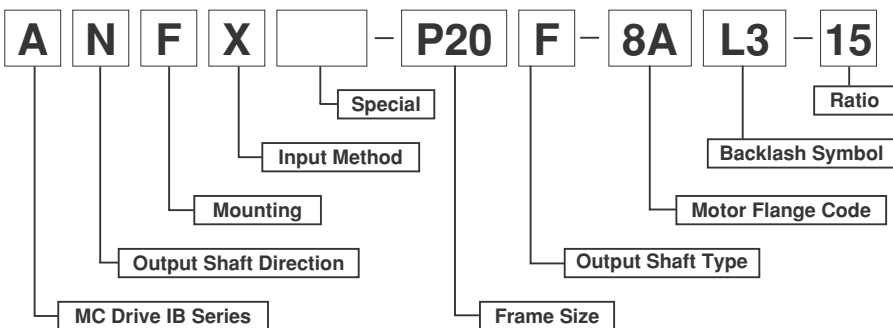 A N F X - P20 F - 8A L3 - 15
Special
Ratio
Input Method
Backlash Symbol
Mounting
Motor Flange Code
Output Shaft Direction
Output Shaft Type
MC Drive IB Series
Frame Size